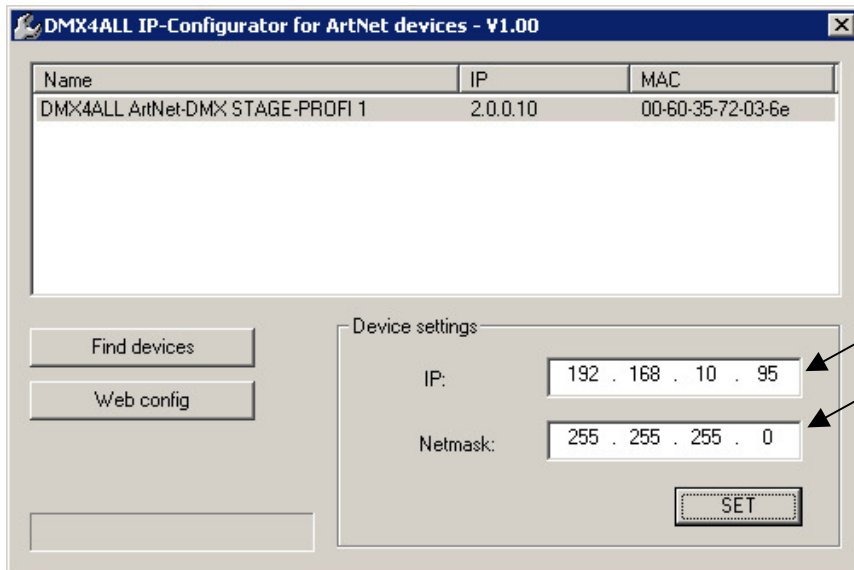 DMX4ALL IP-Configurator for ArtNet devices - V1.00
Name IP MAC
DMX4ALL ArtNet-DMX STAGE-PROFI 1 2.0.0.10 00-60-35-72-03-6e
Find devices
Web config
Device settings
IP: 192 . 168 . 10 . 95
Netmask: 255 . 255 . 255 . 0
SET